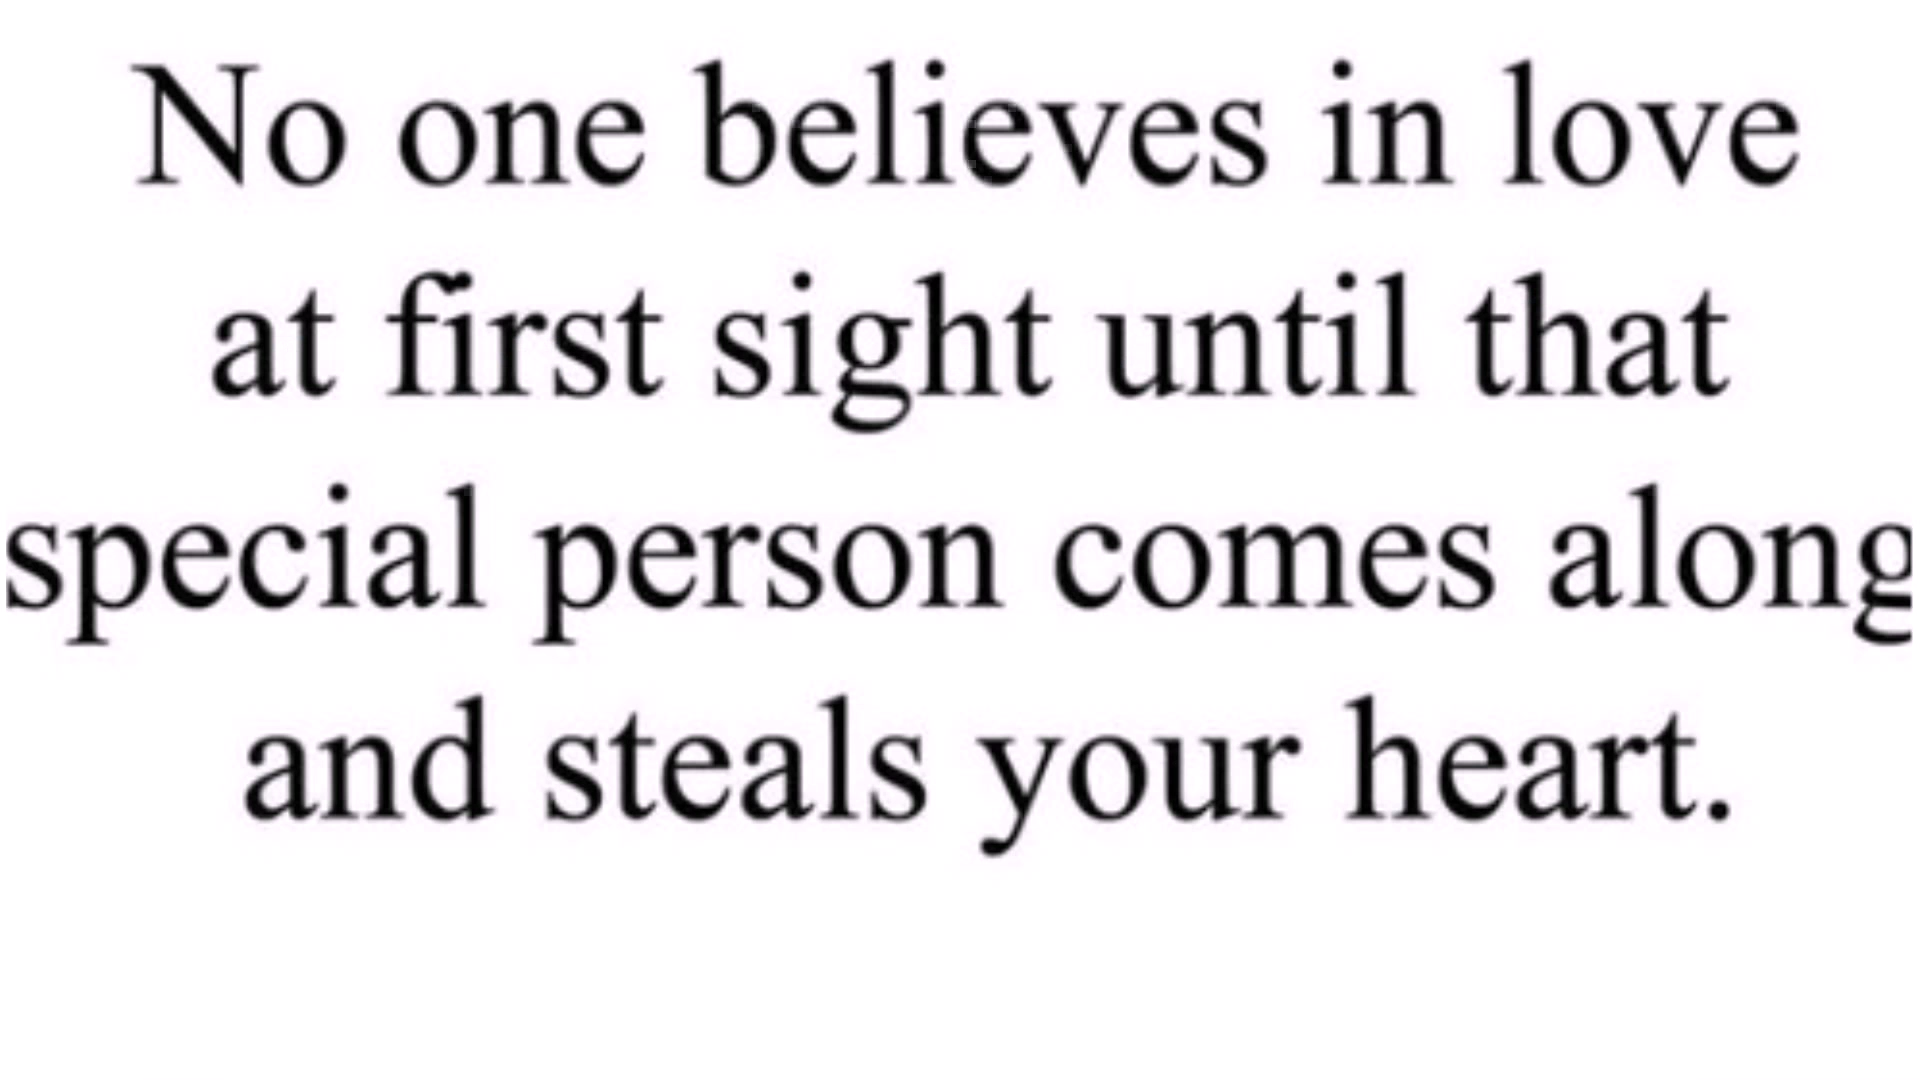 No one believes in love
at first sight until that
special person comes along
and steals your heart.